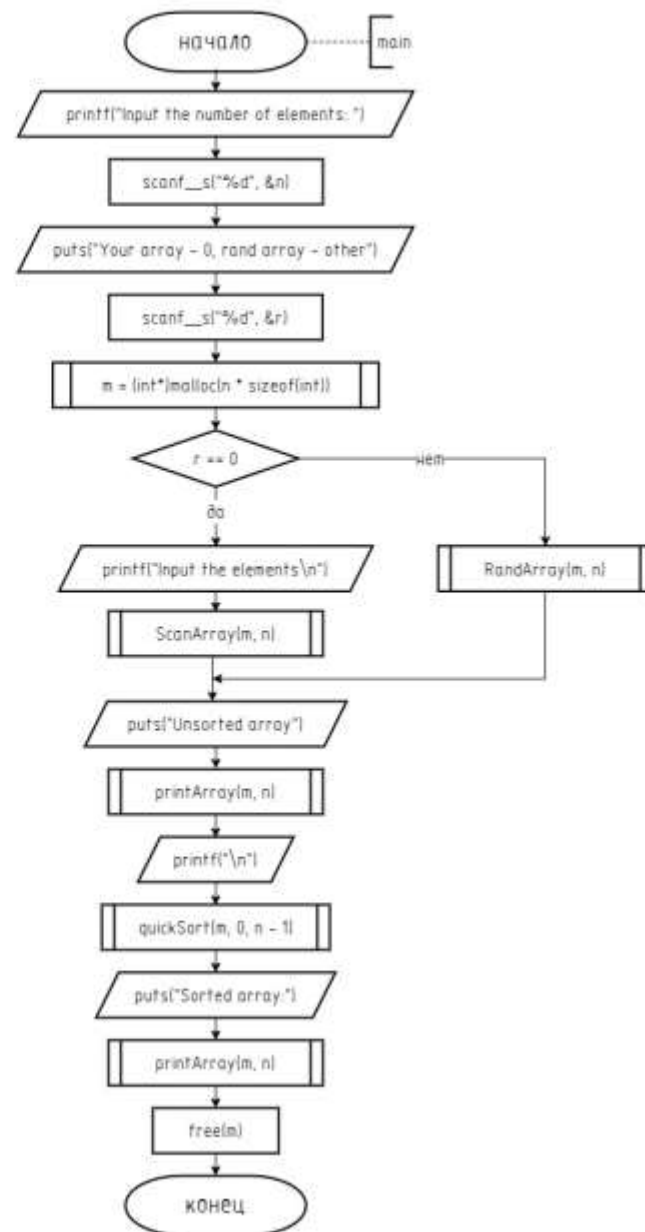 начало
main
printf("Input the number of elements: ")
scanf__s("%d", &n)
puts("Your array - 0, rand array - other")
scanf__s("%d", &r)
m = (int*)malloc(n * sizeof(int))
r == 0
нет
да
printf("Input the elements\n")
RandArray(m, n)
ScanArray(m, n)
puts("Unsorted array")
printArray(m, n)
printf("\n")
quickSort(m, 0, n - 1)
puts("Sorted array:")
printArray(m, n)
free(m)
конец